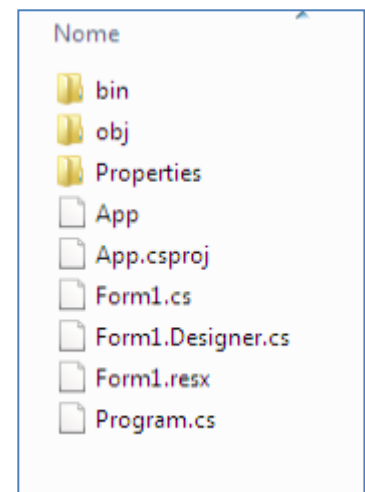 Nome
bin
obj
Properties
App
App.csproj
Form1.cs
Form1.Designer.cs
Form1.resx
Program.cs